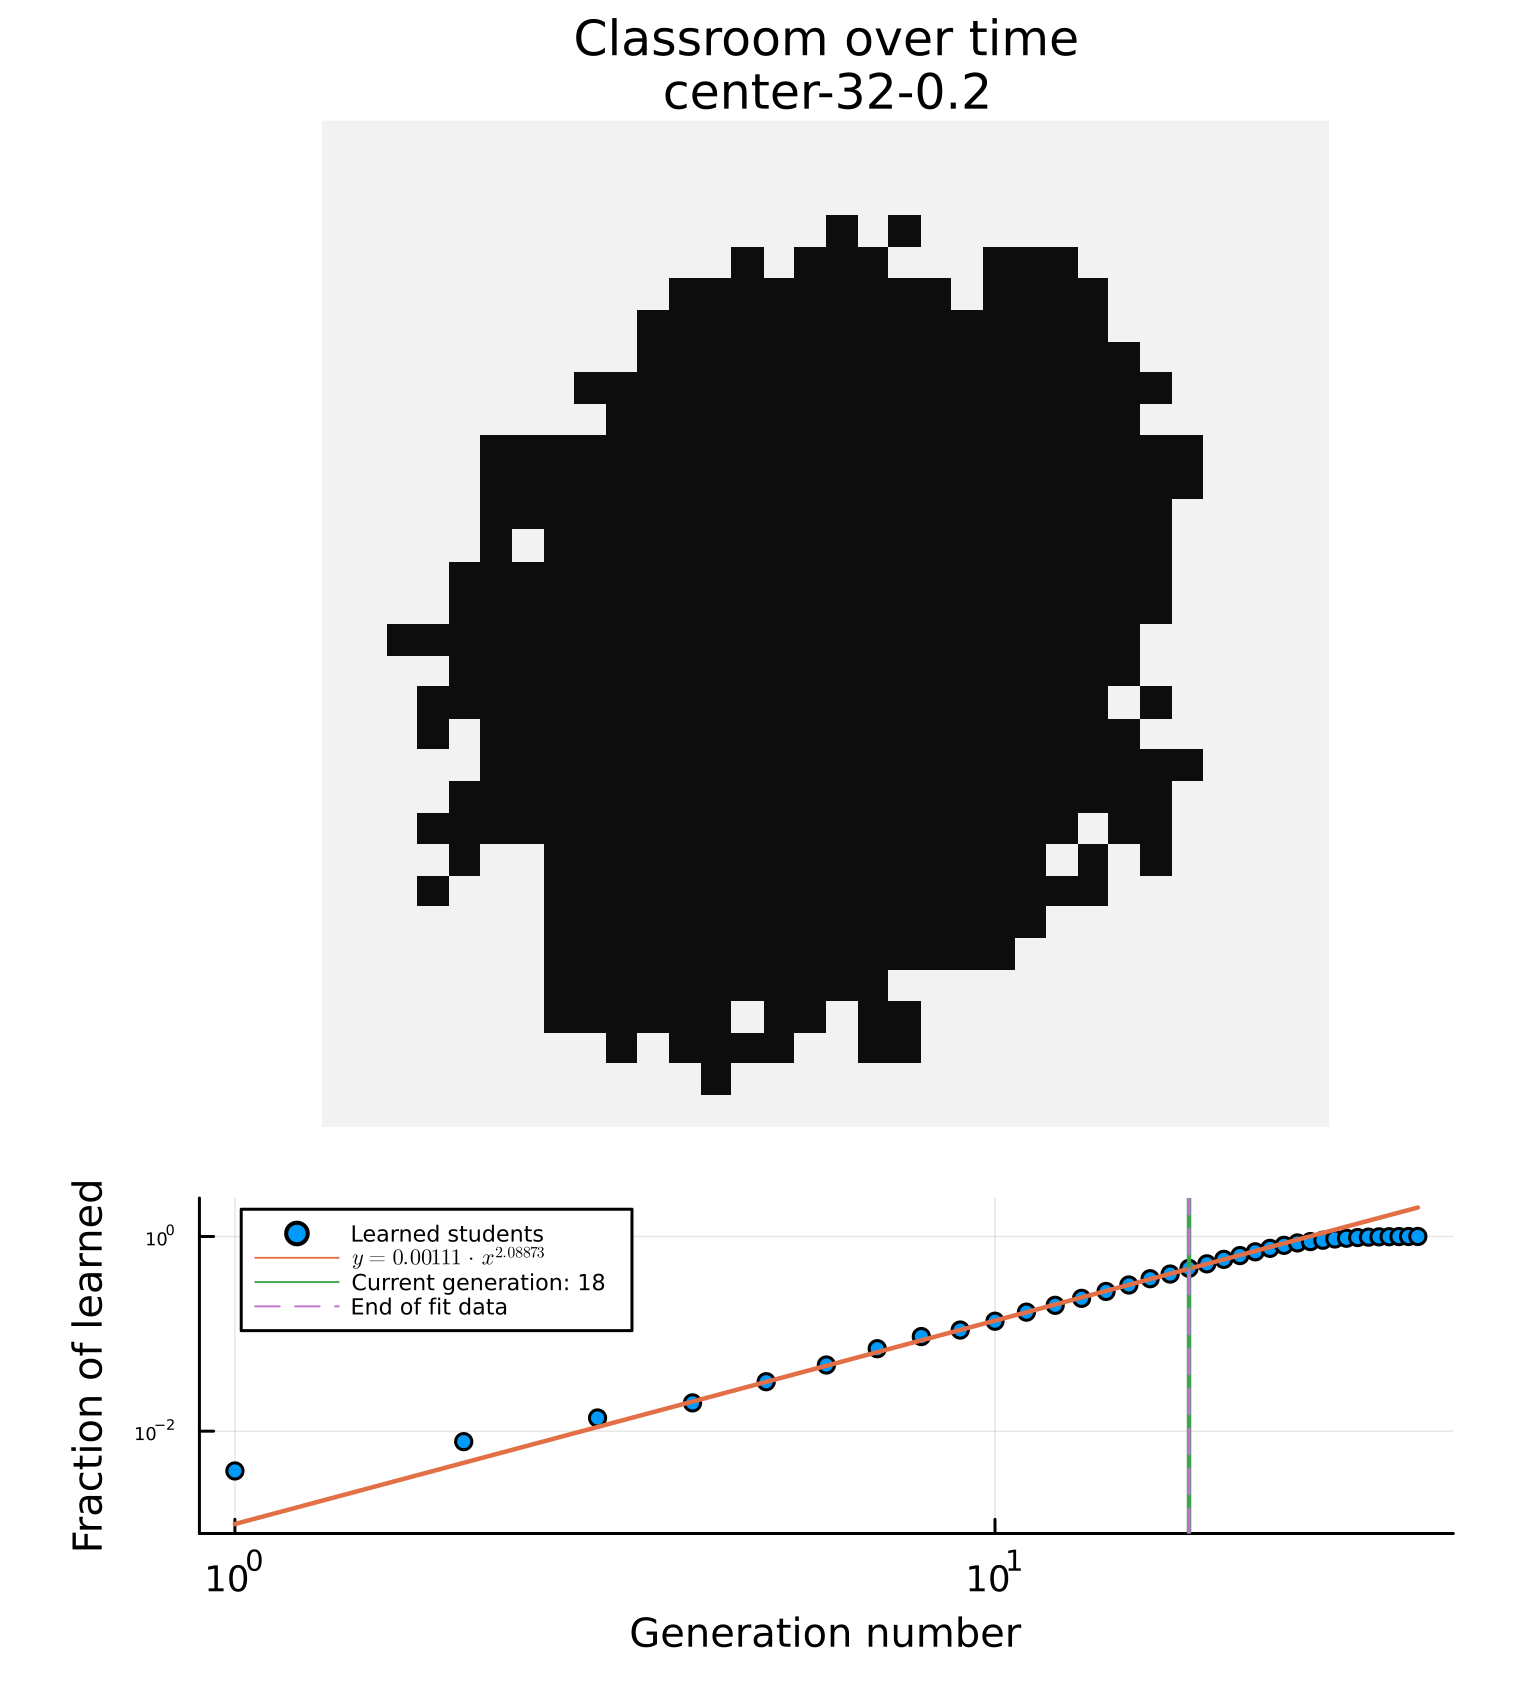 Classroom over time
center-32-0.2
Fraction of learned
10^0
10^-2
Learned students
y = 0.00111 · x^2.08873
Current generation: 18
End of fit data
10^0
10^1
Generation number